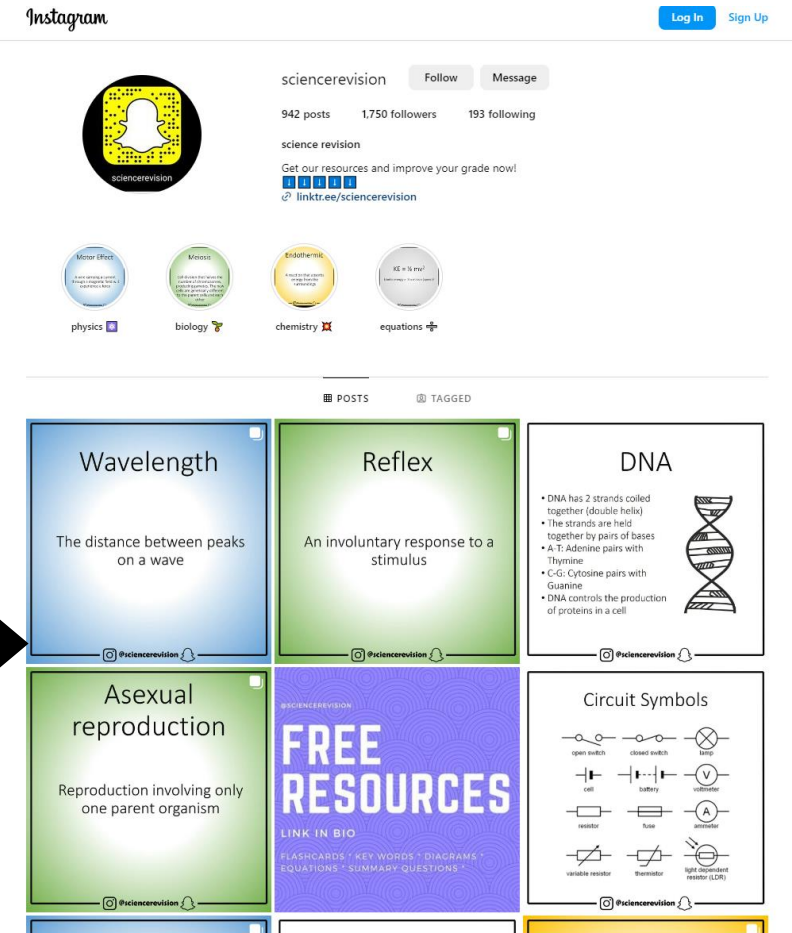 Instagram
Log In
Sign Up
sciencerevision
sciencerevision
Follow
Message
942 posts 1,750 followers 193 following
science revision
Get our resources and improve your grade now!
linktr.ee/sciencerevision
Motor Effect
Meiosis
Endothermic
KE = ½ mv²
physics
biology
chemistry
equations
POSTS
TAGGED
Wavelength
The distance between peaks
on a wave
@sciencerevision
Reflex
An involuntary response to a
stimulus
@sciencerevision
DNA
• DNA has 2 strands coiled
together (double helix)
• The strands are held
together by pairs of bases
• A-T: Adenine pairs with
Thymine
• C-G: Cytosine pairs with
Guanine
• DNA controls the production
of proteins in a cell
@sciencerevision
Asexual
reproduction
Reproduction involving only
one parent organism
@sciencerevision
@SCIENCEREVISION
FREE
RESOURCES
LINK IN BIO
FLASHCARDS * KEY WORDS * DIAGRAMS *
EQUATIONS * SUMMARY QUESTIONS *
Circuit Symbols
open switch
closed switch
lamp
cell
battery
V
voltmeter
resistor
fuse
A
ammeter
variable resistor
thermistor
light dependent
resistor (LDR)
@sciencerevision